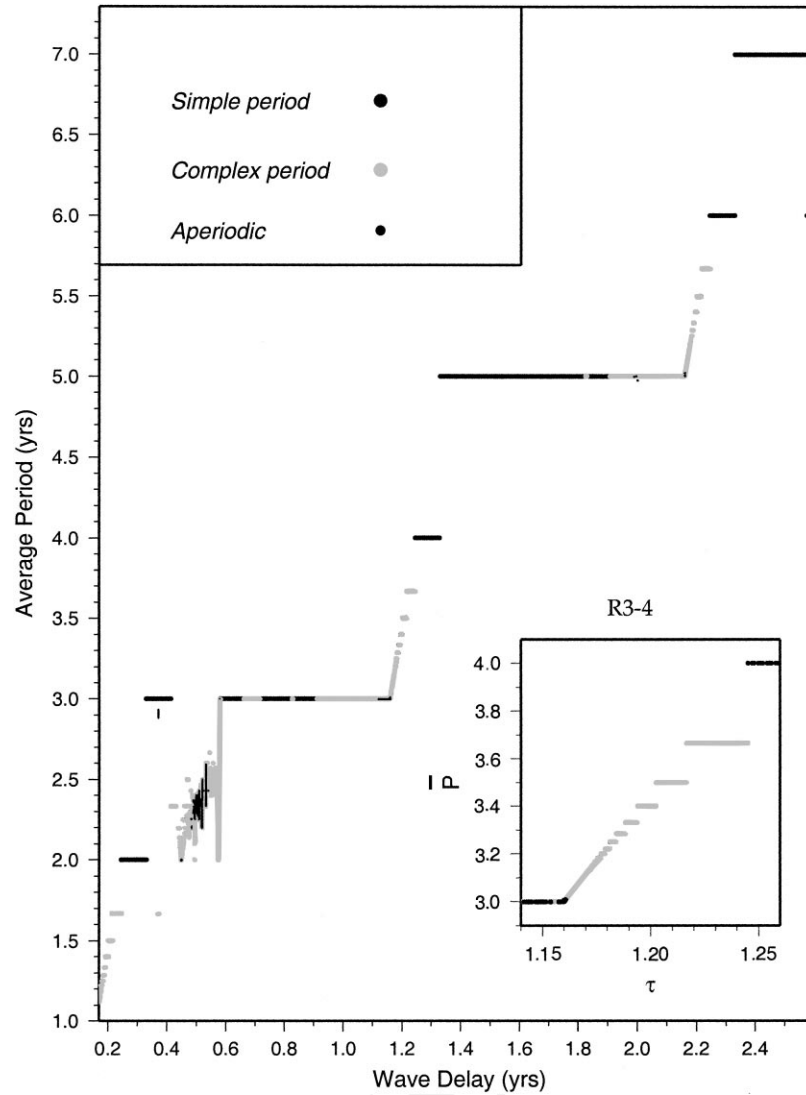 7.0
6.5
6.0
5.5
5.0
4.5
4.0
3.5
3.0
2.5
2.0
1.5
1.0
Average Period (yrs)
Simple period
Complex period
Aperiodic
R3-4
4.0
3.8
3.6
3.4
3.2
3.0
P
1.15 1.20 1.25
τ
0.2 0.4 0.6 0.8 1.0 1.2 1.4 1.6 1.8 2.0 2.2 2.4
Wave Delay (yrs)